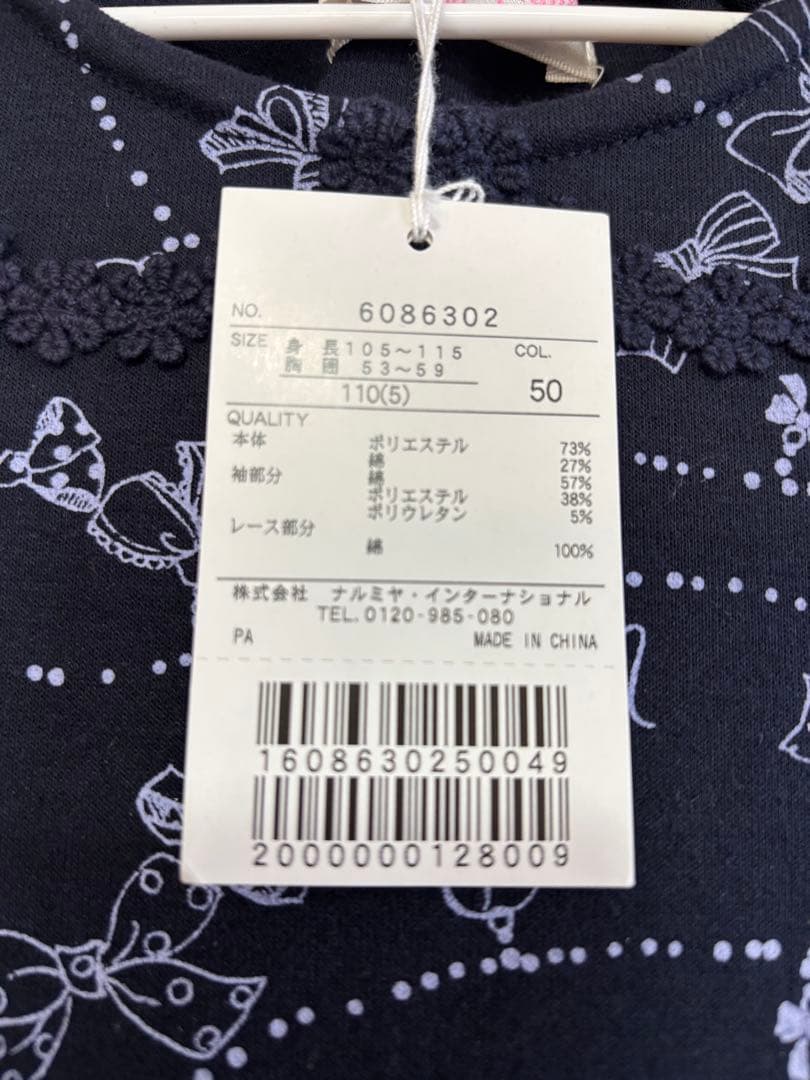 NO. 6086302
SIZE 身 長 105～115
胸 囲 53～59
110(5)
COL.
50
QUALITY
本体 ポリエステル 73%
綿 27%
袖部分 綿 57%
ポリエステル 38%
ポリウレタン 5%
レース部分
綿 100%
株式会社 ナルミヤ・インターナショナル
TEL.0120-985-080
PA MADE IN CHINA
1608630250049
2000000128009